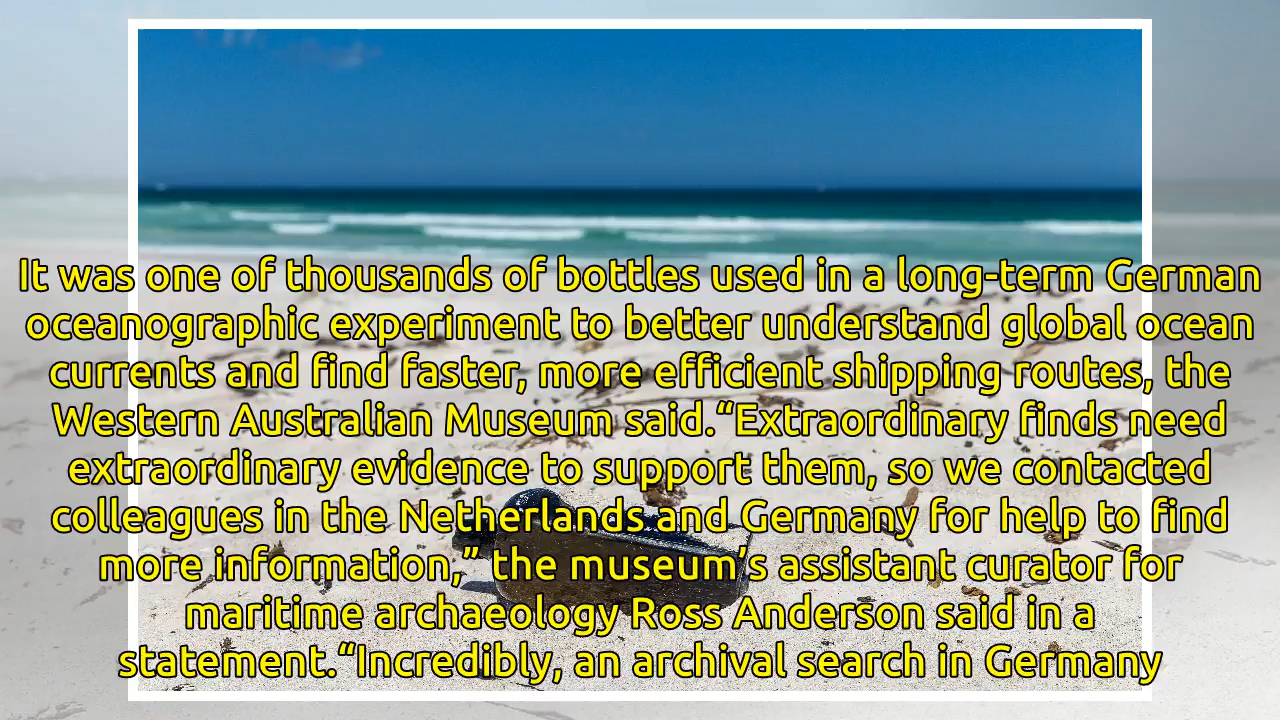 It was one of thousands of bottles used in a long-term German
oceanographic experiment to better understand global ocean
currents and find faster, more efficient shipping routes, the
Western Australian Museum said.“Extraordinary finds need
extraordinary evidence to support them, so we contacted
colleagues in the Netherlands and Germany for help to find
more information,” the museum’s assistant curator for
maritime archaeology Ross Anderson said in a
statement.“Incredibly, an archival search in Germany